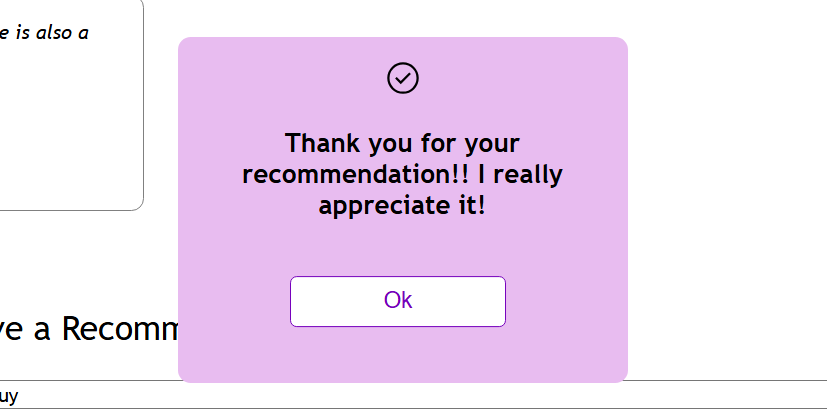 e is also a
Thank you for your
recommendation!! I really
appreciate it!
Ok
ve a Recomm
uy